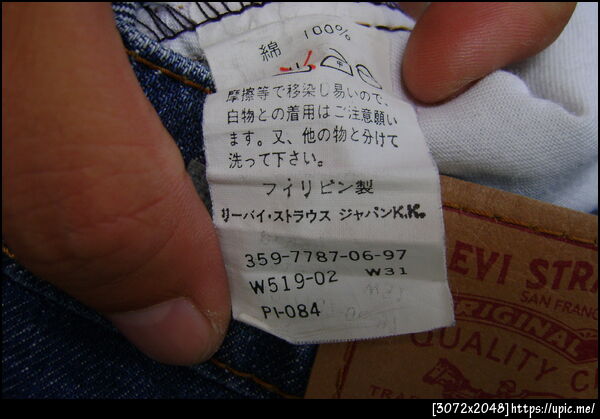 綿 100%
摩擦等で移染し易いので、
白物との着用はご注意願い
ます。又、他の物と分けて
洗って下さい。
フィリピン製
リーバイ・ストラウス ジャパンK.K.
359-7787-06-97
W519-02 W31
PI-084
LEVI STR
SAN FRANC
ORIGINAL
QUALITY C
TRADE
[3072x2048]https://upic.me/